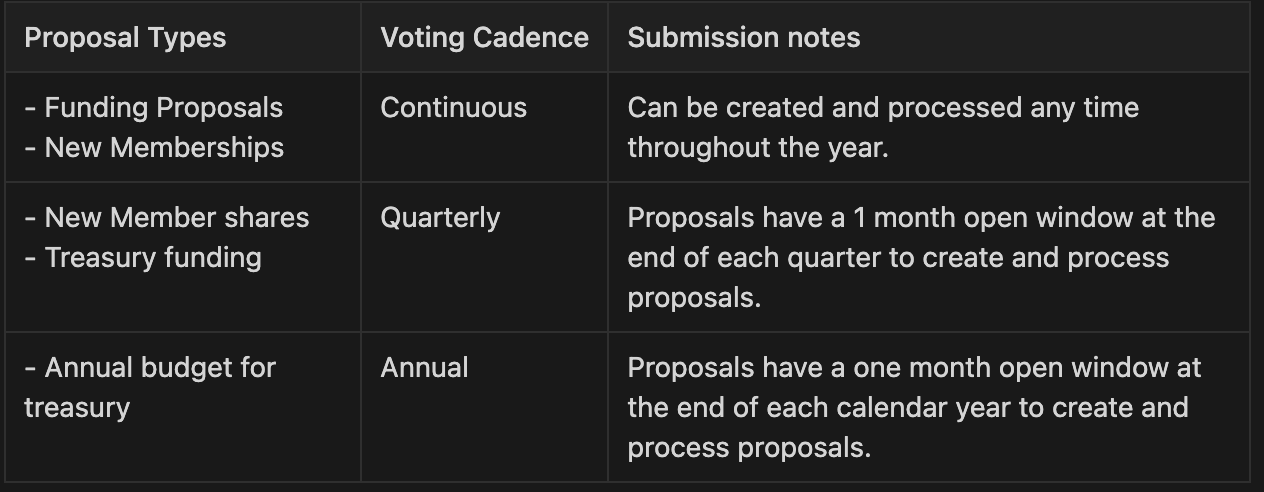 Proposal Types
Voting Cadence
Submission notes
- Funding Proposals
- New Memberships
Continuous
Can be created and processed any time
throughout the year.
- New Member shares
- Treasury funding
Quarterly
Proposals have a 1 month open window at the
end of each quarter to create and process
proposals.
- Annual budget for
treasury
Annual
Proposals have a one month open window at
the end of each calendar year to create and
process proposals.